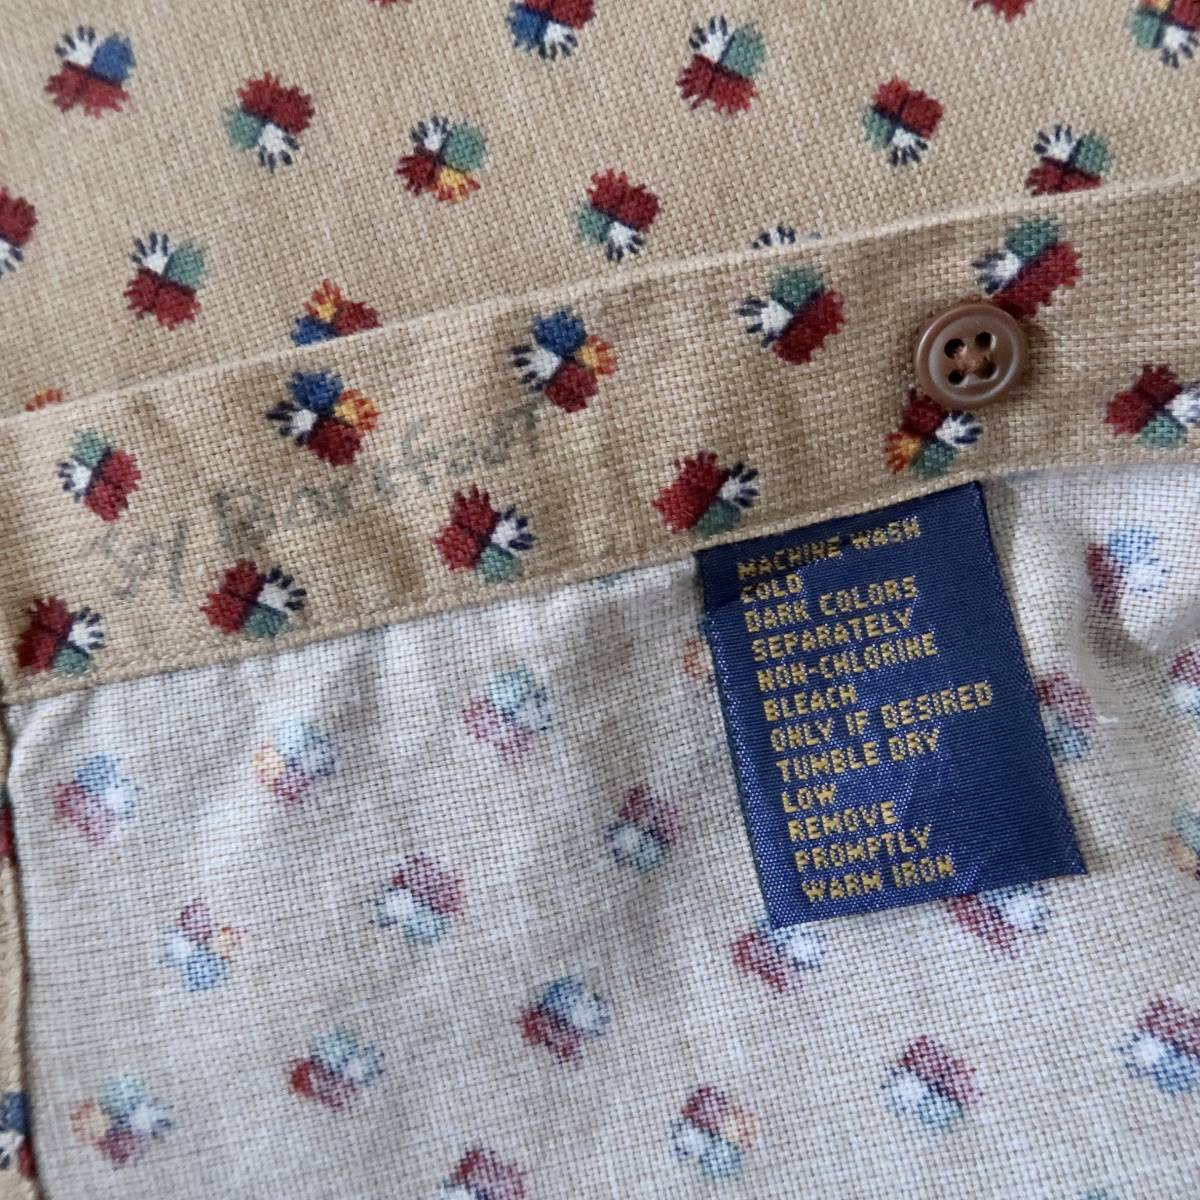 Barefoot
MACHINE WASH
COLD
DARK COLORS
SEPARATELY
NON-CHLORINE
BLEACH
ONLY IF DESIRED
TUMBLE DRY
LOW
REMOVE
PROMPTLY
WARM IRON